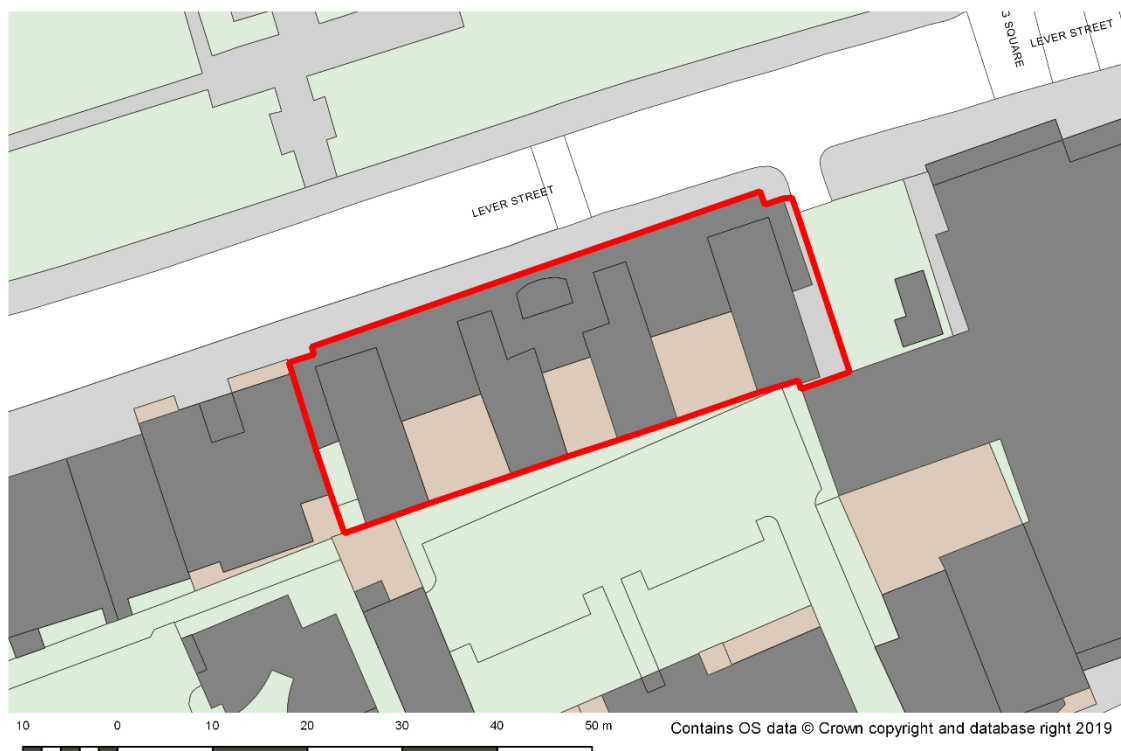 3 SQUARE
LEVER STREET
LEVER STREET
10 0 10 20 30 40 50 m
Contains OS data © Crown copyright and database right 2019